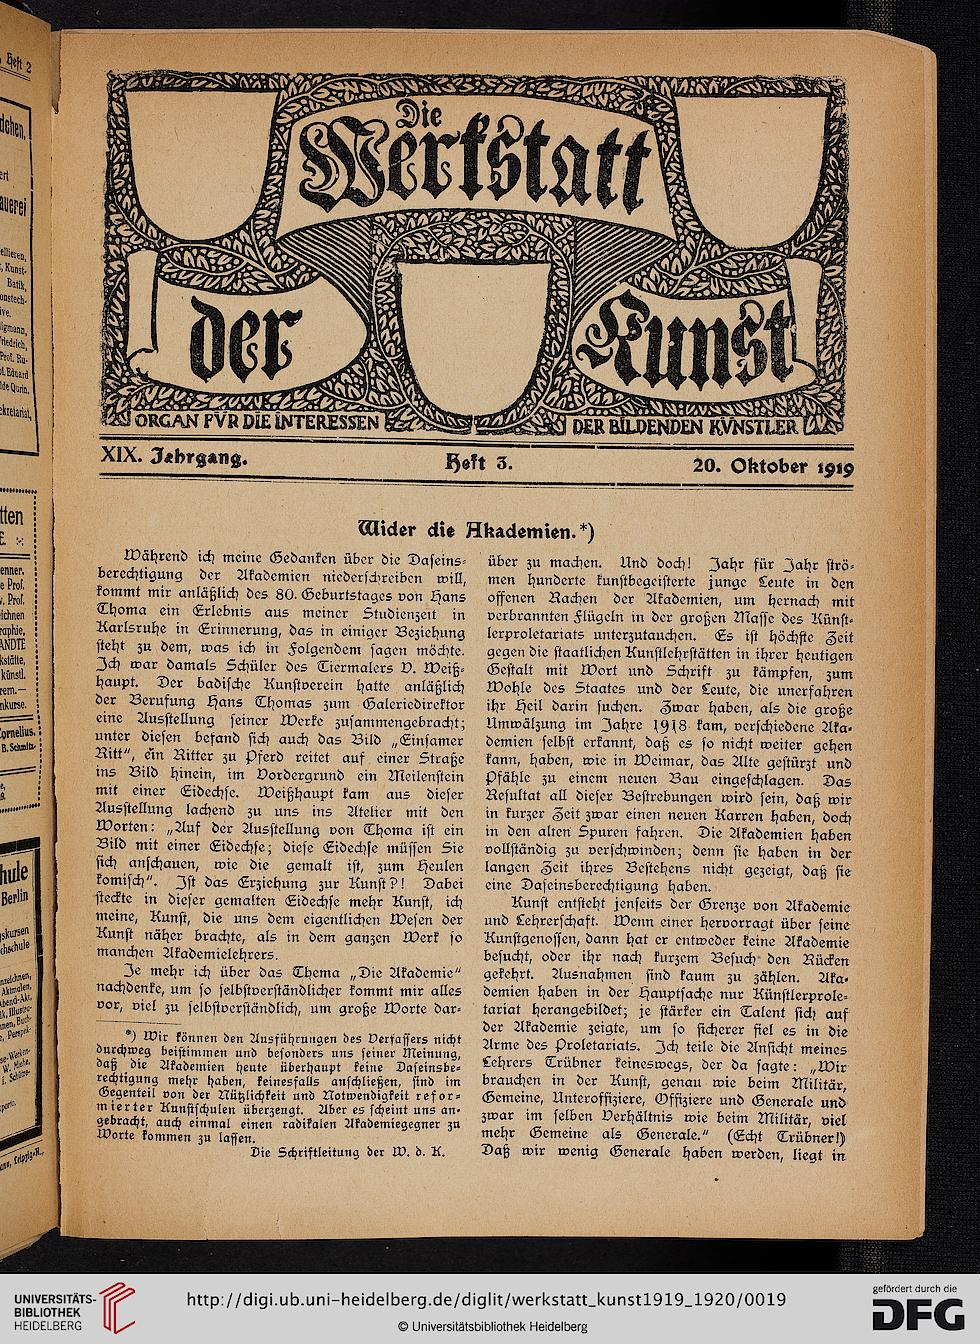 Die
Werkstatt
der
Kunst
ORGAN FVR DIE INTERESSEN
DER BILDENDEN KVNSTLER
XIX. Jahrgang.
Heft 3.
20. Oktober 1919
Wider die Akademien.*)
Während ich meine Gedanken über die Daseins-
berechtigung der Akademien niederschreiben will,
kommt mir anläßlich des 80. Geburtstages von Hans
Thoma ein Erlebnis aus meiner Studienzeit in
Karlsruhe in Erinnerung, das in einiger Beziehung
steht zu dem, was ich in Folgendem sagen möchte.
Ich war damals Schüler des Tiermalers V. Weiß-
haupt. Der badische Kunstverein hatte anläßlich
der Berufung Hans Thomas zum Galeriedirektor
eine Ausstellung seiner Werke zusammengebracht;
unter diesen befand sich auch das Bild „Einsamer
Ritt“, ein Ritter zu Pferd reitet auf einer Straße
ins Bild hinein, im Vordergrund ein Meilenstein
mit einer Eidechse. Weißhaupt kam aus dieser
Ausstellung lachend zu uns ins Atelier mit den
Worten: „Auf der Ausstellung von Thoma ist ein
Bild mit einer Eidechse; diese Eidechse müssen Sie
sich anschauen, wie die gemalt ist, zum Heulen
komisch“. Ist das Erziehung zur Kunst?! Dabei
steckte in dieser gemalten Eidechse mehr Kunst, ich
meine, Kunst, die uns dem eigentlichen Wesen der
Kunst näher brachte, als in dem ganzen Werk so
manchen Akademielehrers.
Je mehr ich über das Thema „Die Akademie“
nachdenke, um so selbstverständlicher kommt mir alles
vor, viel zu selbstverständlich, um große Worte dar-
*) Wir können den Ausführungen des Verfassers nicht
durchweg beistimmen und besonders uns seiner Meinung,
daß die Akademien heute überhaupt keine Daseinsbe-
rechtigung mehr haben, keinesfalls anschließen, sind im
Gegenteil von der Nützlichkeit und Notwendigkeit refor-
mierter Kunstschulen überzeugt. Aber es scheint uns an-
gebracht, auch einmal einen radikalen Akademiegegner zu
Worte kommen zu lassen.
Die Schriftleitung der W. d. K.
über zu machen. Und doch! Jahr für Jahr strö-
men hunderte kunstbegeisterte junge Leute in den
offenen Rachen der Akademien, um hernach mit
verbrannten Flügeln in der großen Masse des Künst-
lerproletariats unterzutauchen. Es ist höchste Zeit
gegen die staatlichen Kunstlehrstätten in ihrer heutigen
Gestalt mit Wort und Schrift zu kämpfen, zum
Wohle des Staates und der Leute, die unerfahren
ihr Heil darin suchen. Zwar haben, als die große
Umwälzung im Jahre 1918 kam, verschiedene Aka-
demien selbst erkannt, daß es so nicht weiter gehen
kann, haben, wie in Weimar, das Alte gestürzt und
Pfähle zu einem neuen Bau eingeschlagen. Das
Resultat all dieser Bestrebungen wird sein, daß wir
in kurzer Zeit zwar einen neuen Karren haben, doch
in den alten Spuren fahren. Die Akademien haben
vollständig zu verschwinden; denn sie haben in der
langen Zeit ihres Bestehens nicht gezeigt, daß sie
eine Daseinsberechtigung haben.
Kunst entsteht jenseits der Grenze von Akademie
und Lehrerschaft. Wenn einer hervorragt über seine
Kunstgenossen, dann hat er entweder keine Akademie
besucht, oder ihr nach kurzem Besuch den Rücken
gekehrt. Ausnahmen sind kaum zu zählen. Aka-
demien haben in der Hauptsache nur Künstlerprole-
tariat herangebildet; je stärker ein Talent sich auf
der Akademie zeigte, um so sicherer fiel es in die
Arme des Proletariats. Ich teile die Ansicht meines
Lehrers Trübner keineswegs, der da sagte: „Wir
brauchen in der Kunst, genau wie beim Militär,
Gemeine, Unteroffiziere, Offiziere und Generale und
zwar im selben Verhältnis wie beim Militär, viel
mehr Gemeine als Generale.“ (Echt Trübner!)
Daß wir wenig Generale haben werden, liegt in
UNIVERSITÄTS-
BIBLIOTHEK
HEIDELBERG
http://digi.ub.uni-heidelberg.de/diglit/werkstatt_kunst1919_1920/0019
© Universitätsbibliothek Heidelberg
gefördert durch die
DFG